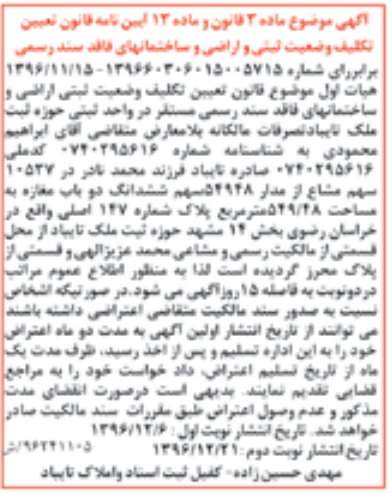 آگهی موضوع ماده ۳ قانون و ماده ۱۳ آیین نامه قانون تعیین
تکلیف وضعیت ثبتی و اراضی و ساختمانهای فاقد سند رسمی
برابررای شماره ۱۳۹۶۶۰۳۰۶۰۱۵۰۰۵۷۱۵-۱۳۹۶/۱۱/۱۵
هیات اول موضوع قانون تعیین تکلیف وضعیت ثبتی اراضی و
ساختمانهای فاقد سند رسمی مستقر در واحد ثبتی حوزه ثبت
ملک تایبادتصرفات مالکانه بلامعارض متقاضی آقای ابراهیم
محمودی به شناسنامه شماره ۰۷۴۰۲۹۵۶۱۶ کدملی
۰۷۴۰۲۹۵۶۱۶ صادره تایباد فرزند محمد نادر در ۱۰۵۳۷
سهم مشاع از مدار ۵۴۹۴۸سهم ششدانگ دو باب مغازه به
مساحت ۵۴۹/۴۸مترمربع پلاک شماره ۱۴۷ اصلی واقع در
خراسان رضوی بخش ۱۴ مشهد حوزه ثبت ملک تایباد از محل
قسمتی از مالکیت رسمی و مشاعی محمد عزیزالهی و قسمتی از
پلاک محرز گردیده است لذا به منظور اطلاع عموم مراتب
دردونوبت به فاصله ۱۵روزآگهی می شود.در صورتیکه اشخاص
نسبت به صدور سند مالکیت متقاضی اعتراضی داشته باشند
می توانند از تاریخ انتشار اولین آگهی به مدت دو ماه اعتراض
خود را به این اداره تسلیم و پس از اخذ رسید، ظرف مدت یک
ماه از تاریخ تسلیم اعتراض، داد خواست خود را به مراجع
قضایی تقدیم نمایند. بدیهی است درصورت انقضای مدت
مذکور و عدم وصول اعتراض طبق مقررات سند مالکیت صادر
خواهد شد. تاریخ انتشار نوبت اول : ۱۳۹۶/۱۲/۶
تاریخ انتشار نوبت دوم :۱۳۹۶/۱۲/۲۱ ۹۶۲۴۱۱۰۵/ش
مهدی حسین زاده- کفیل ثبت اسناد واملاک تایباد